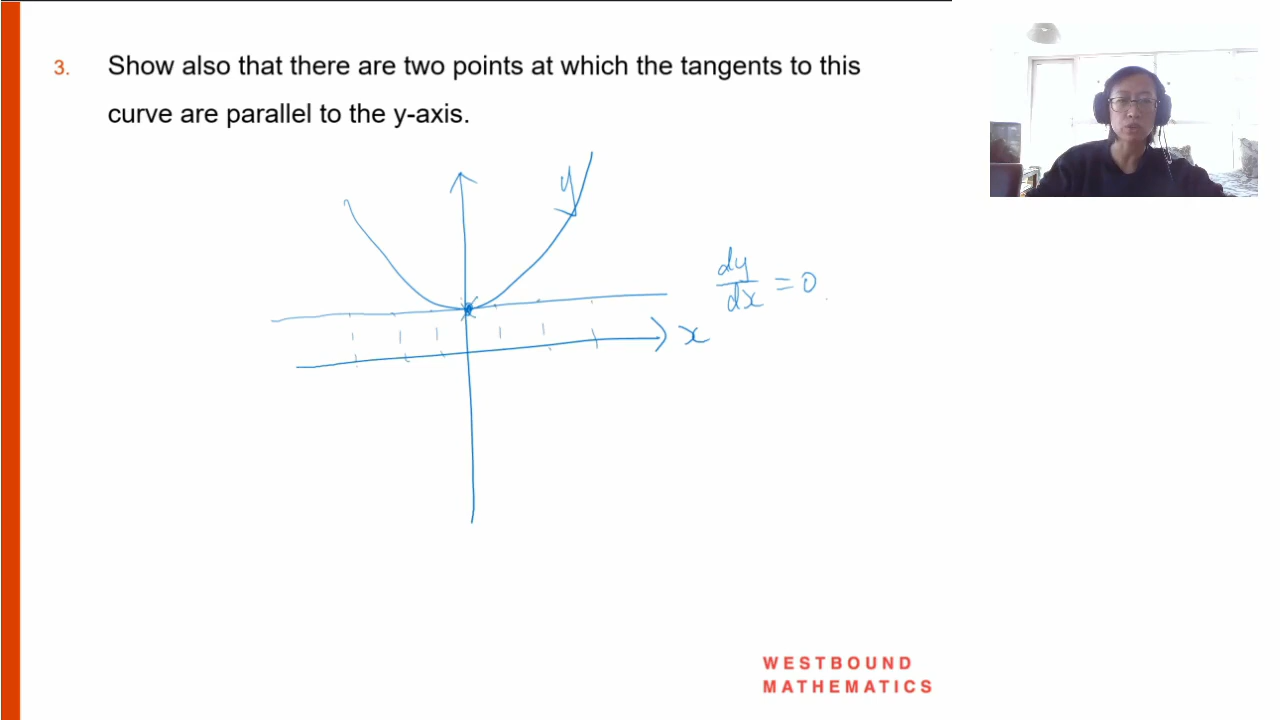 3. Show also that there are two points at which the tangents to this
curve are parallel to the y-axis.
y
dy
dx
= 0
x
WESTBOUND
MATHEMATICS